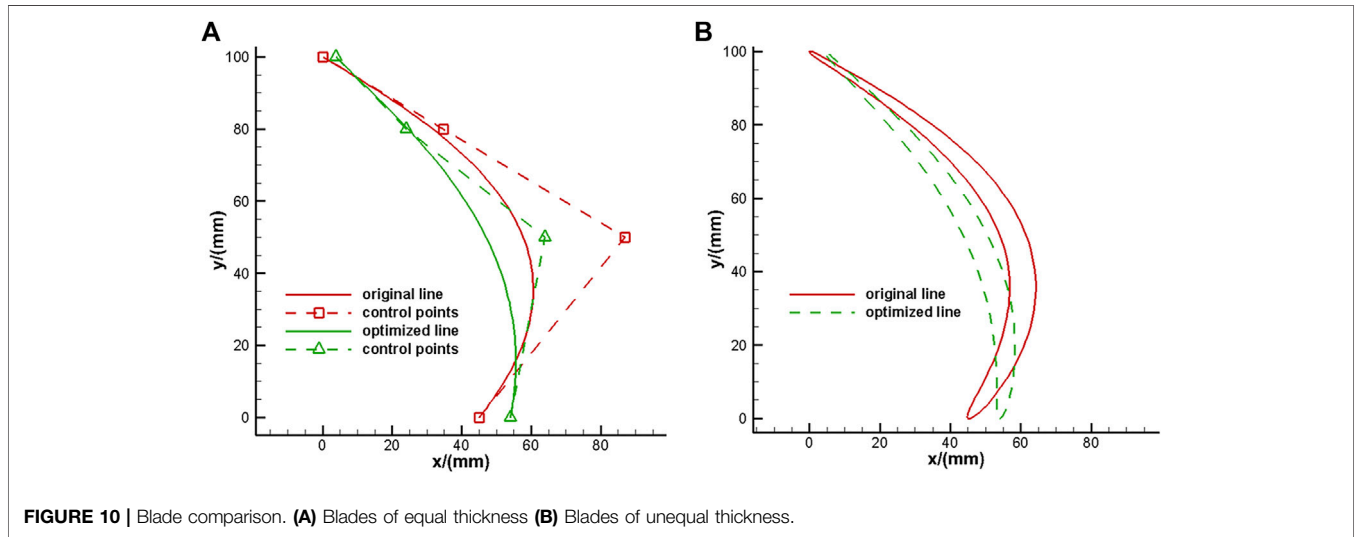 A
B
100
80
60
40
20
0
y/(mm)
original line
control points
optimized line
control points
0
20
40
60
80
x/(mm)
100
80
60
40
20
0
y/(mm)
original line
optimized line
0
20
40
60
80
x/(mm)
FIGURE 10 | Blade comparison. (A) Blades of equal thickness (B) Blades of unequal thickness.